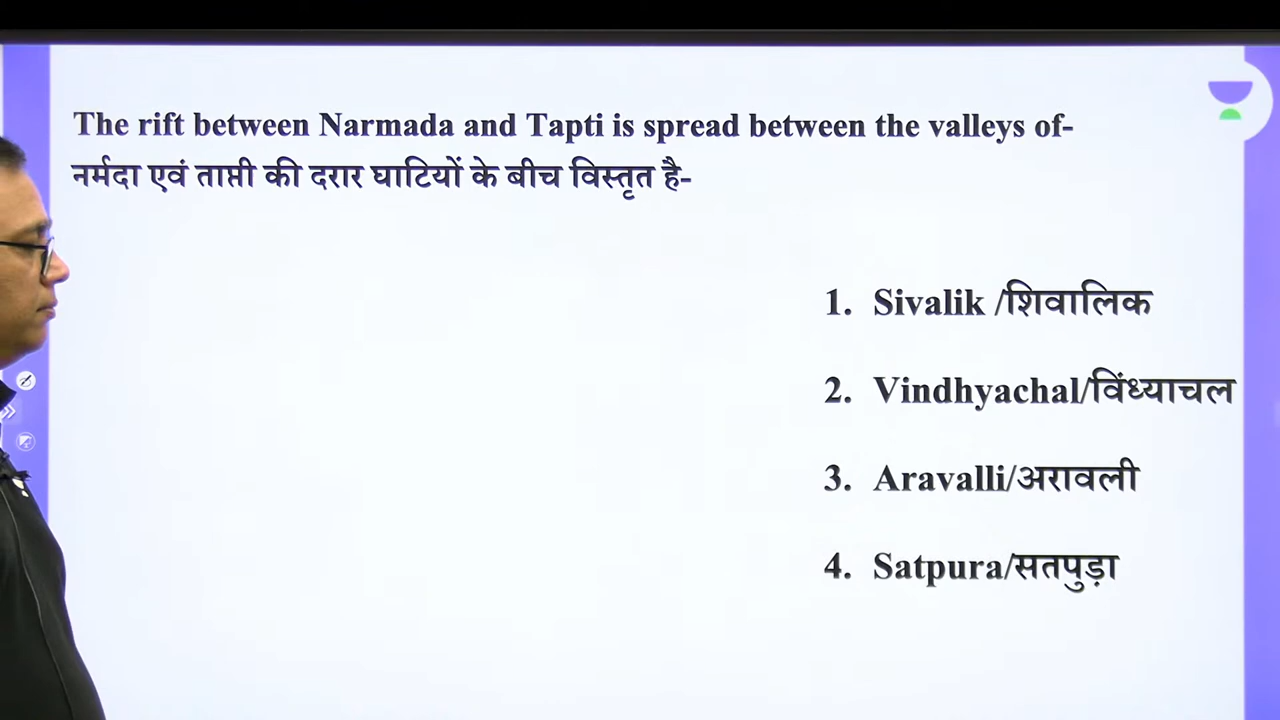 The rift between Narmada and Tapti is spread between the valleys of-
नर्मदा एवं ताप्ती की दरार घाटियों के बीच विस्तृत है-
1. Sivalik /शिवालिक
2. Vindhyachal/विंध्याचल
3. Aravalli/अरावली
4. Satpura/सतपुड़ा